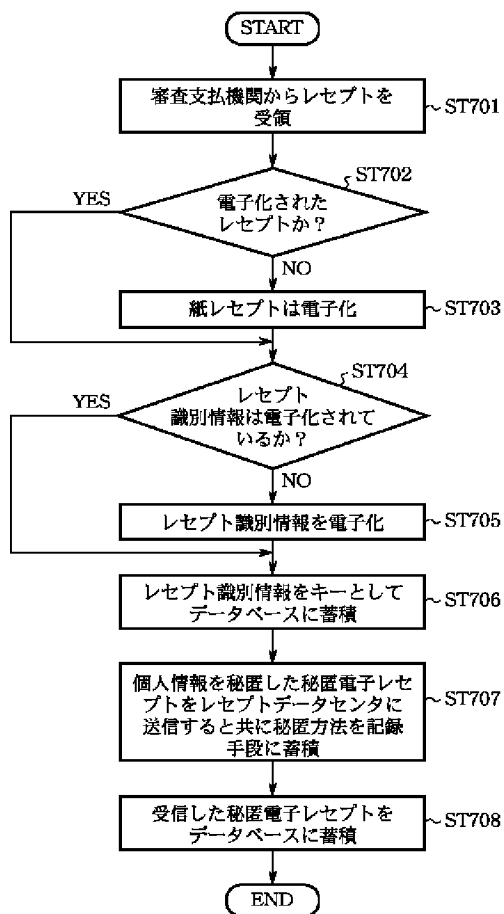 START
審査支払機関からレセプトを
受領
ST701
ST702
電子化された
レセプトか？
YES
NO
紙レセプトは電子化
ST703
ST704
レセプト
識別情報は電子化されて
いるか？
YES
NO
レセプト識別情報を電子化
ST705
レセプト識別情報をキーとして
データベースに蓄積
ST706
個人情報を秘匿した秘匿電子レセ
プトをレセプトデータセンタに
送信すると共に秘匿方法を記録
手段に蓄積
ST707
受信した秘匿電子レセプトを
データベースに蓄積
ST708
END